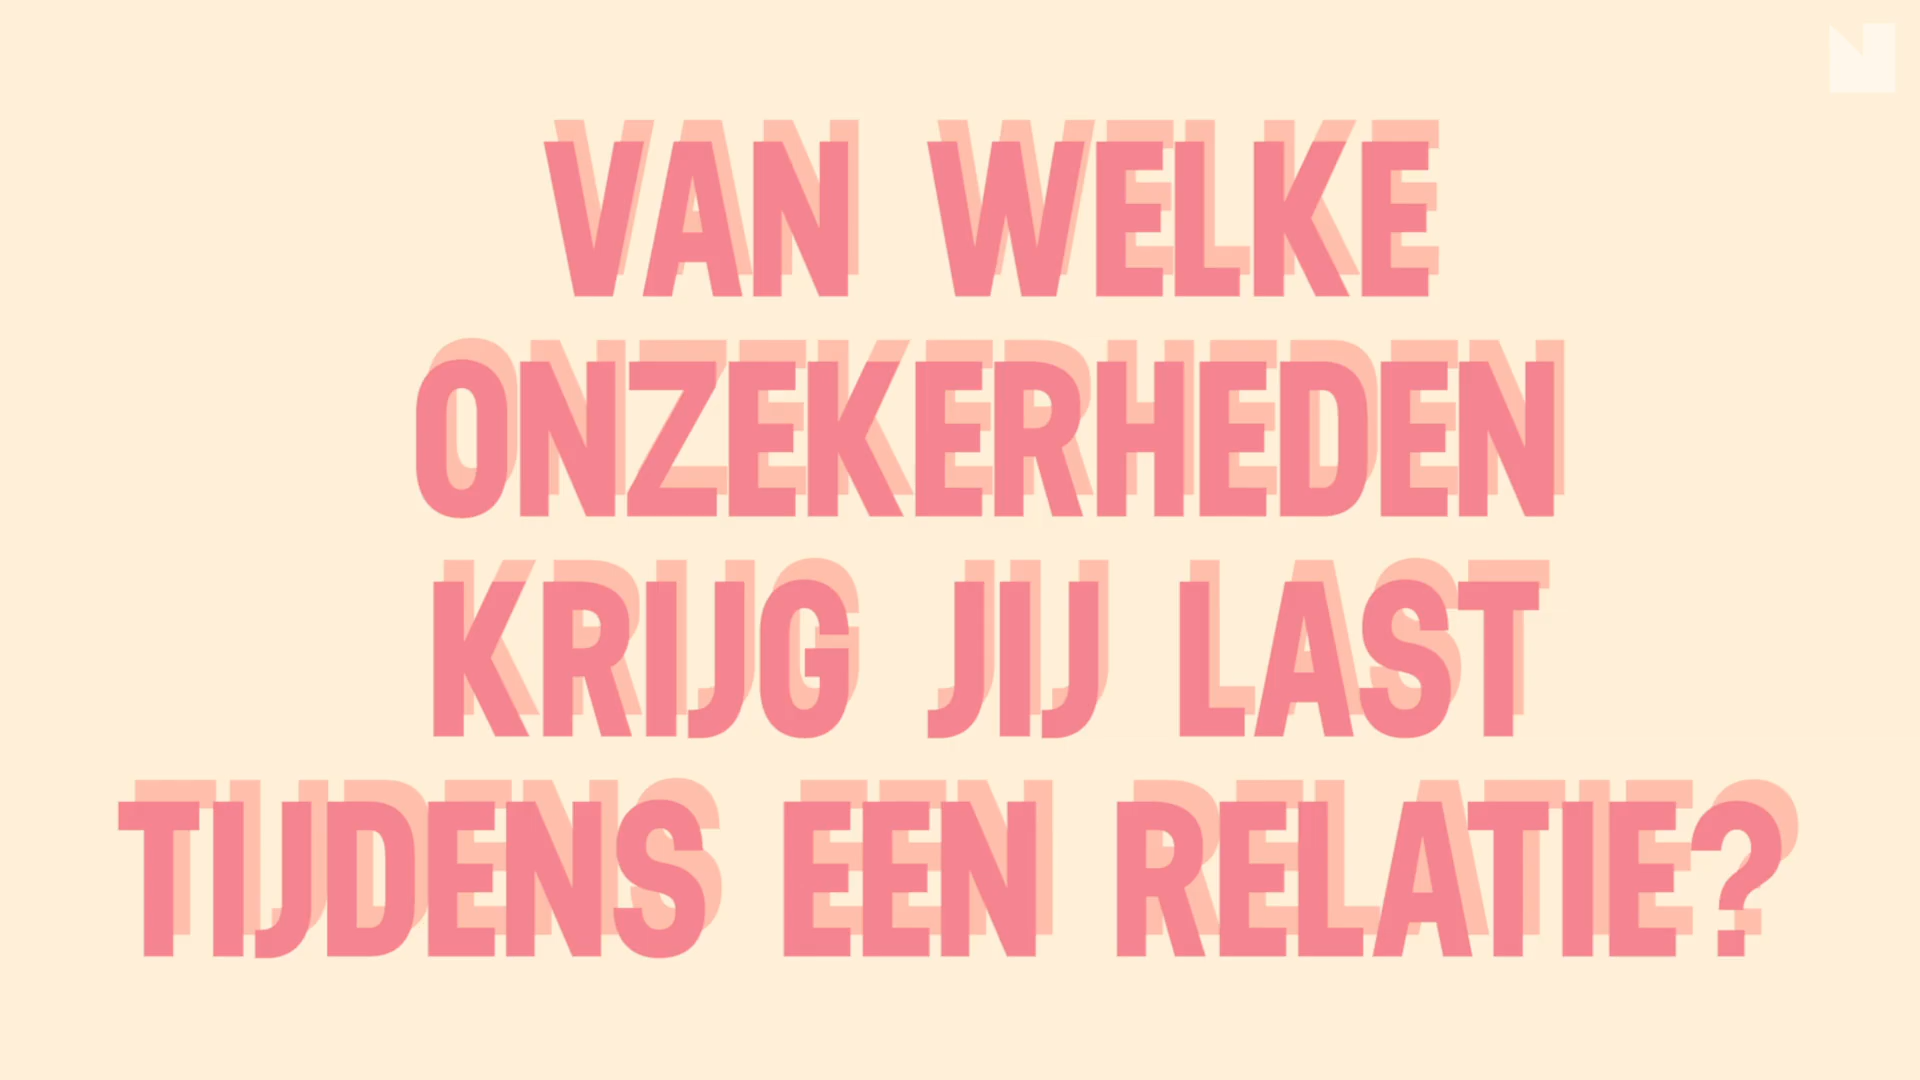 VAN WELKE
ONZEKERHEDEN
KRIJG JIJ LAST
TIJDENS EEN RELATIE?